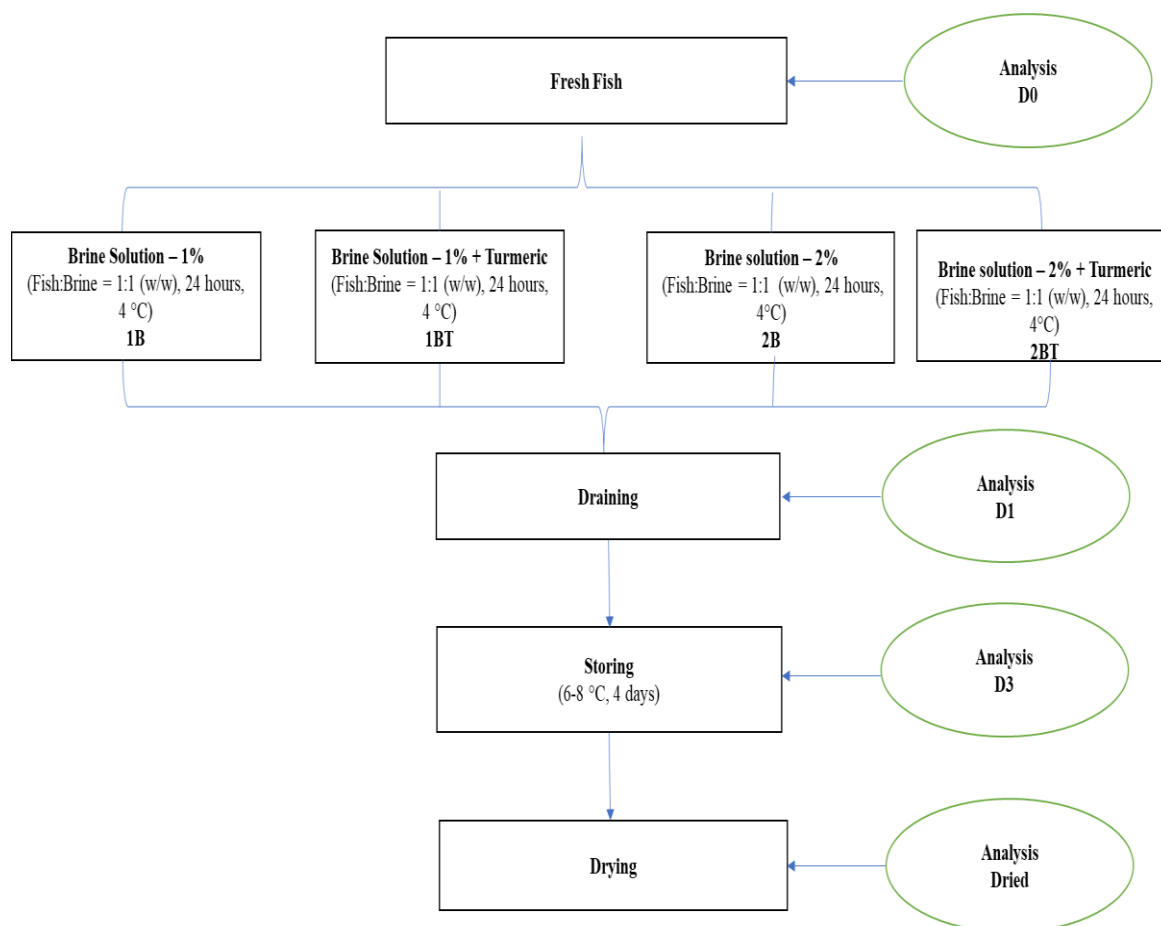 Fresh Fish
Analysis
D0
Brine Solution – 1%
(Fish:Brine = 1:1 (w/w), 24 hours,
4 °C)
1B
Brine Solution – 1% + Turmeric
(Fish:Brine = 1:1 (w/w), 24 hours,
4 °C)
1BT
Brine solution – 2%
(Fish:Brine = 1:1 (w/w), 24 hours,
4°C)
2B
Brine solution – 2% + Turmeric
(Fish:Brine = 1:1 (w/w), 24 hours,
4°C)
2BT
Draining
Analysis
D1
Storing
(6-8 °C, 4 days)
Analysis
D3
Drying
Analysis
Dried